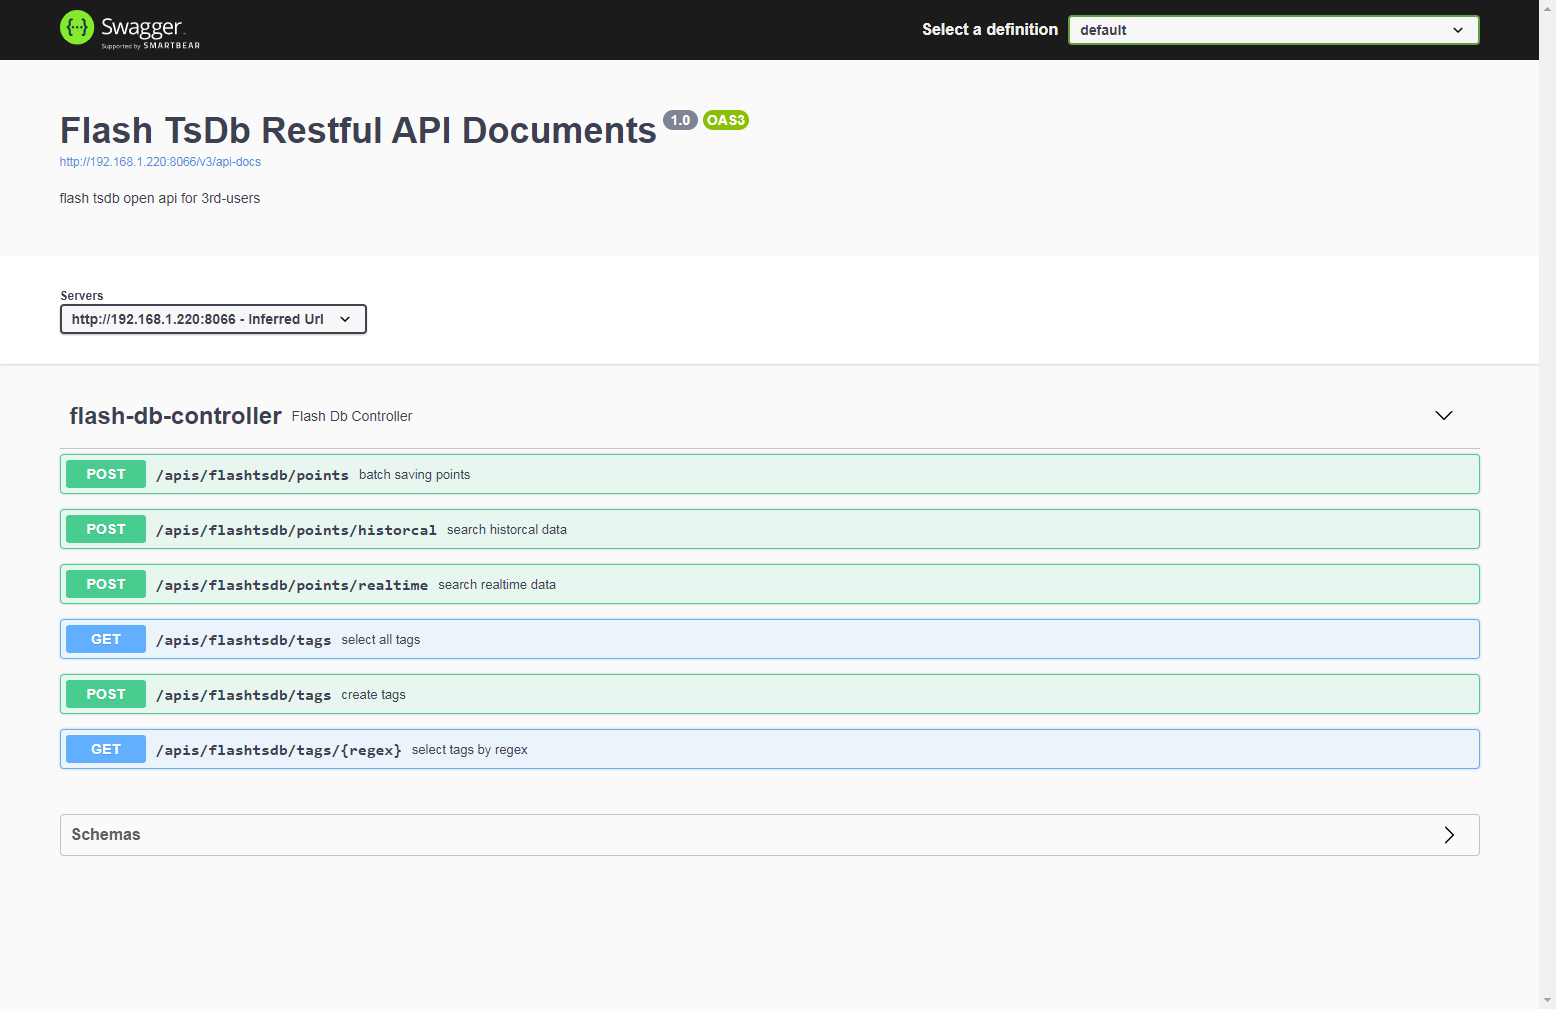 Swagger
Supported by SMARTBEAR
Select a definition
default
Flash TsDb Restful API Documents 1.0 OAS3
http://192.168.1.220:8066/v3/api-docs
flash tsdb open api for 3rd-users
Servers
http://192.168.1.220:8066 - Inferred Url
flash-db-controller Flash Db Controller
POST /apis/flashtsdb/points batch saving points
POST /apis/flashtsdb/points/historcal search historcal data
POST /apis/flashtsdb/points/realtime search realtime data
GET /apis/flashtsdb/tags select all tags
POST /apis/flashtsdb/tags create tags
GET /apis/flashtsdb/tags/{regex} select tags by regex
Schemas